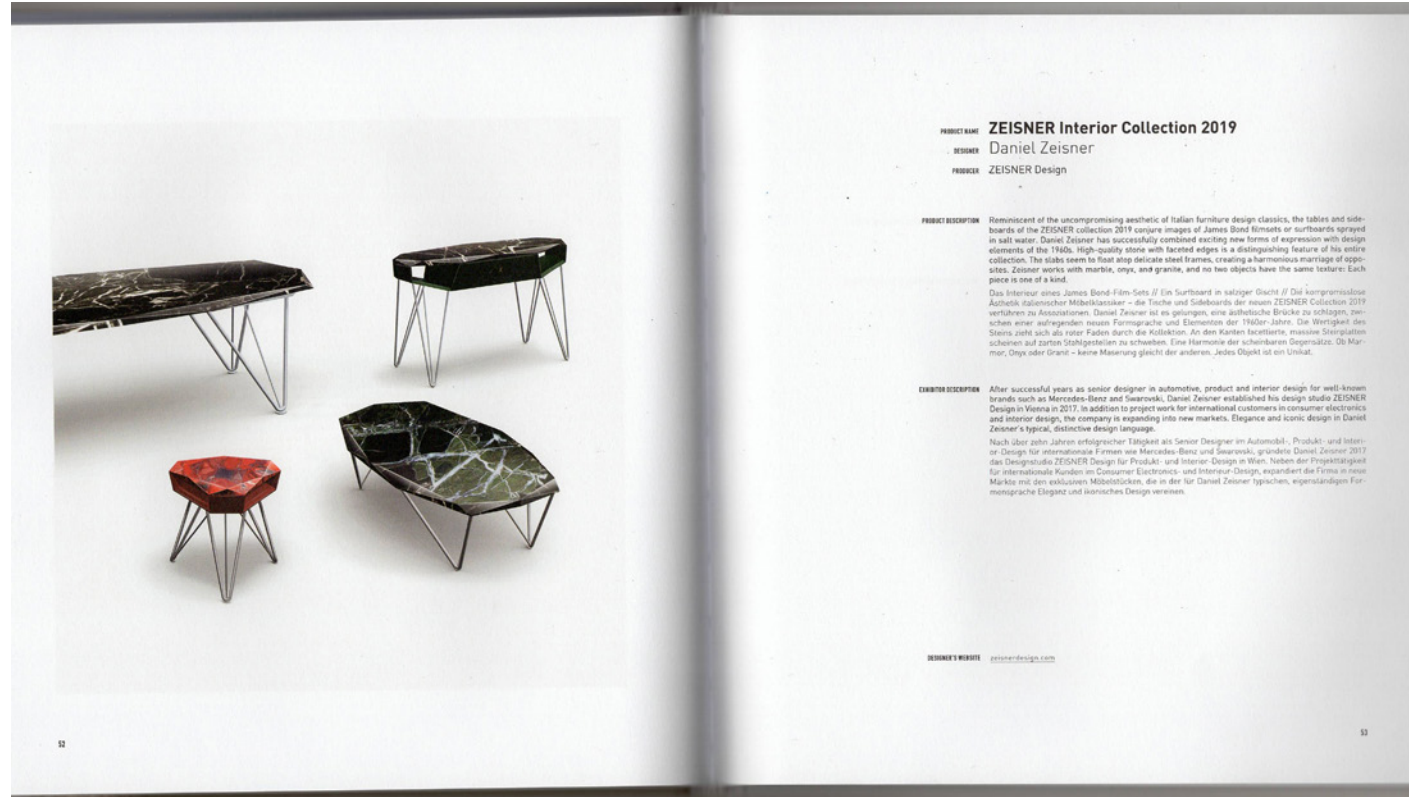 PRODUCT NAME ZEISNER Interior Collection 2019
DESIGNER Daniel Zeisner
PRODUCER ZEISNER Design
PRODUCT DESCRIPTION Reminiscent of the uncompromising aesthetic of Italian furniture design classics, the tables and side-
boards of the ZEISNER collection 2019 conjure images of James Bond filmsets or surfboards sprayed
in salt water. Daniel Zeisner has successfully combined exciting new forms of expression with design
elements of the 1960s. High-quality stone with faceted edges is a distinguishing feature of his entire
collection. The slabs seem to float atop delicate steel frames, creating a harmonious marriage of oppo-
sites. Zeisner works with marble, onyx, and granite, and no two objects have the same texture: Each
piece is one of a kind.
Das Interieur eines James Bond-Film-Sets // Ein Surfboard in salziger Gischt // Die kompromisslose
Ästhetik italienischer Möbelklassiker – die Tische und Sideboards der neuen ZEISNER Collection 2019
verführen zu Assoziationen. Daniel Zeisner ist es gelungen, eine ästhetische Brücke zu schlagen, zwi-
schen einer aufregenden neuen Formsprache und Elementen der 1960er-Jahre. Die Wertigkeit des
Steins zieht sich als roter Faden durch die Kollektion. An den Kanten facettierte, massive Steinplatten
scheinen auf zarten Stahlgestellen zu schweben. Eine Harmonie der scheinbaren Gegensätze. Ob Mar-
mor, Onyx oder Granit – keine Maserung gleicht der anderen. Jedes Objekt ist ein Unikat.
EXHIBITOR DESCRIPTION After successful years as senior designer in automotive, product and interior design for well-known
brands such as Mercedes-Benz and Swarovski, Daniel Zeisner established his design studio ZEISNER
Design in Vienna in 2017. In addition to project work for international customers in consumer electronics
and interior design, the company is expanding into new markets. Elegance and iconic design in Daniel
Zeisner's typical, distinctive design language.
Nach über zehn Jahren erfolgreicher Tätigkeit als Senior Designer im Automobil-, Produkt- und Interi-
or-Design für internationale Firmen wie Mercedes-Benz und Swarovski, gründete Daniel Zeisner 2017
das Designstudio ZEISNER Design für Produkt- und Interier-Design in Wien. Neben der Projekttätigkeit
für internationale Kunden im Consumer Electronics- und Interieur-Design, expandiert die Firma in neue
Märkte mit den exklusiven Möbelstücken, die in der für Daniel Zeisner typischen, eigenständigen For-
mensprache Eleganz und ikonisches Design vereinen.
DESIGNER'S WEBSITE zeisnerdesign.com
52
53